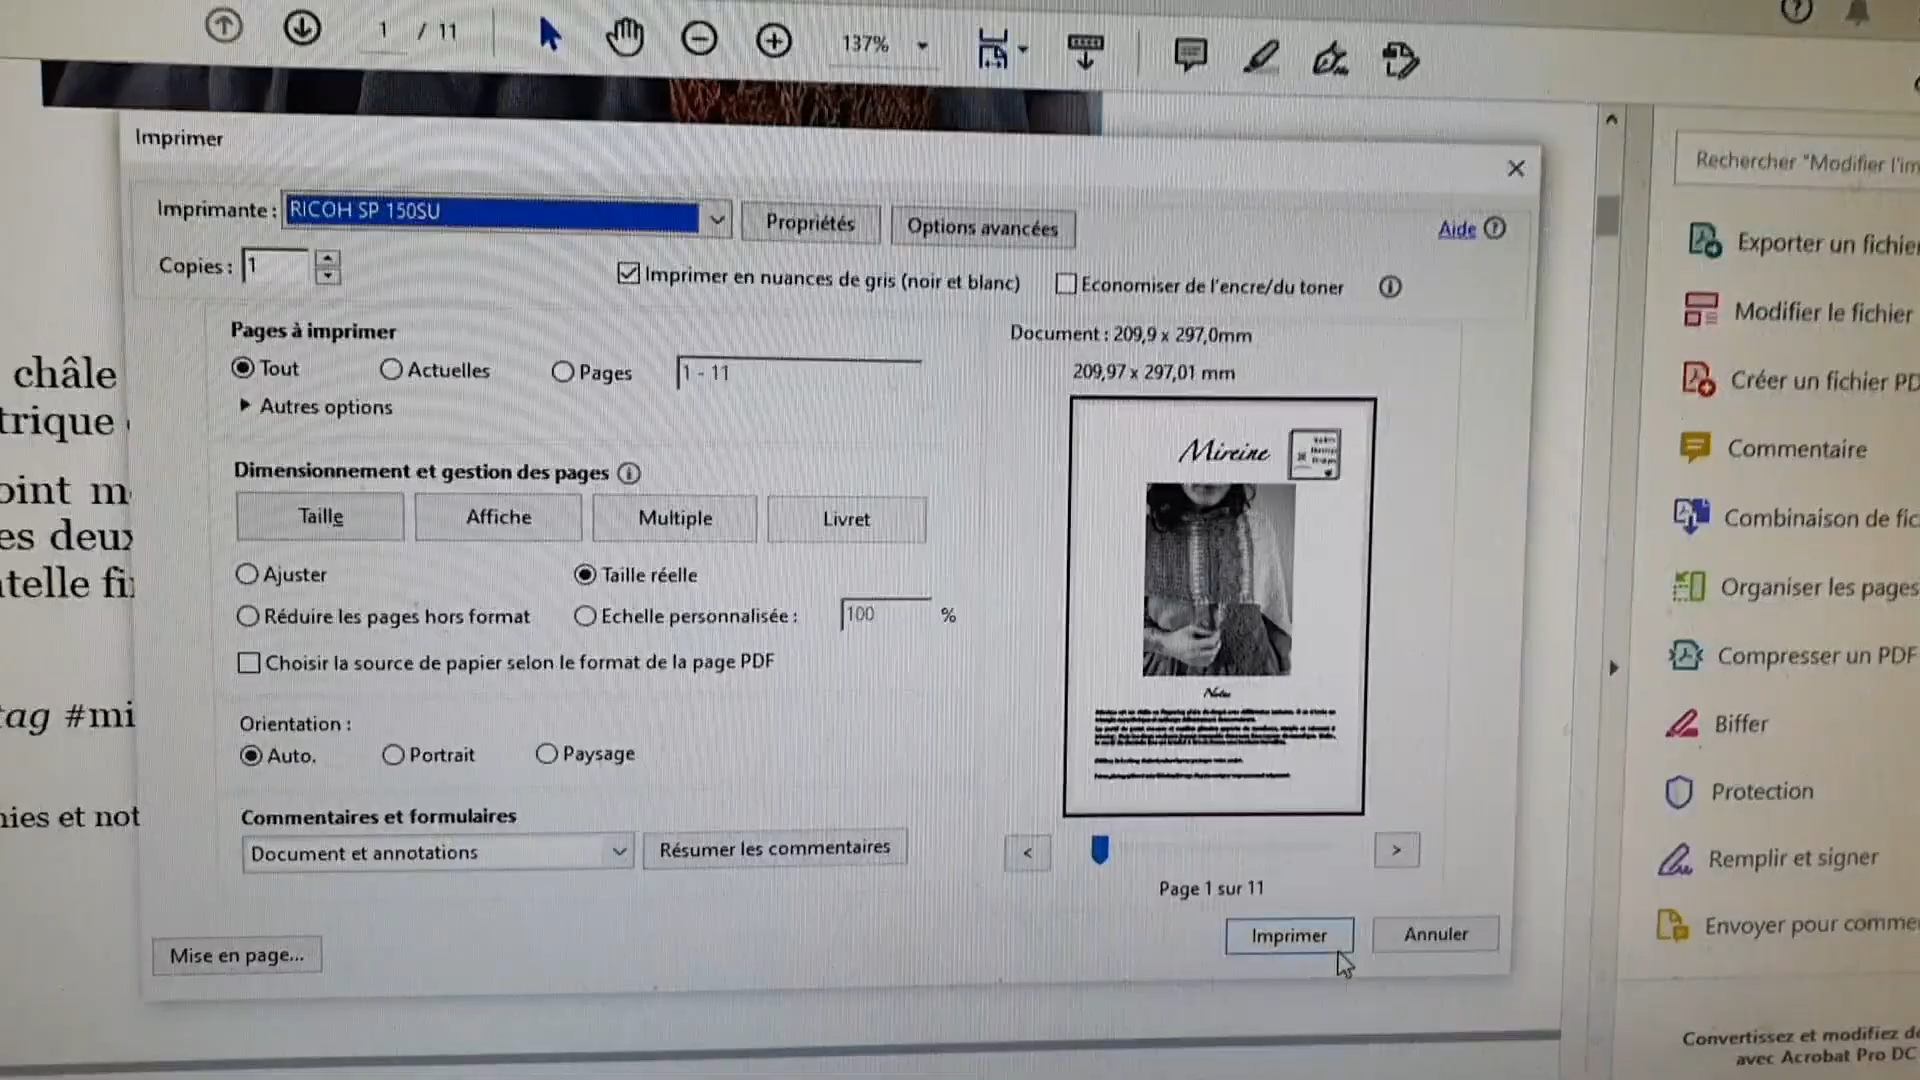 1 / 11
137%
Imprimer
Rechercher "Modifier l'im
Imprimante : RICOH SP 150SU
Propriétés
Options avancées
Aide
Copies : 1
Imprimer en nuances de gris (noir et blanc)
Economiser de l'encre/du toner
Exporter un fichier
Modifier le fichier
Créer un fichier PD
Commentaire
Combinaison de fic
Organiser les pages
Compresser un PDF
Biffer
Protection
Remplir et signer
Envoyer pour comme
Convertissez et modifiez de
avec Acrobat Pro DC
Pages à imprimer
Tout
Actuelles
Pages
1 - 11
Autres options
Document : 209,9 x 297,0mm
209,97 x 297,01 mm
châle
trique
oint m
es deux
telle fi
tag #mi
nies et not
Dimensionnement et gestion des pages
Taille
Affiche
Multiple
Livret
Ajuster
Taille réelle
Réduire les pages hors format
Echelle personnalisée : 100 %
Choisir la source de papier selon le format de la page PDF
Orientation :
Auto.
Portrait
Paysage
Commentaires et formulaires
Document et annotations
Résumer les commentaires
Mireine
Notes
<
>
Page 1 sur 11
Mise en page...
Imprimer
Annuler